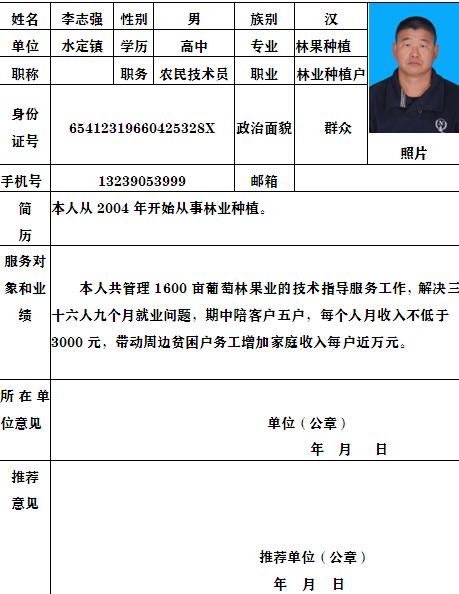 姓名 李志强 性别 男 族别 汉
单位 水定镇 学历 高中 专业 林果种植
职称 职务 农民技术员 职业 林业种植户
身份
证号 65412319660425328X 政治面貌 群众
照片
手机号 13239053999 邮箱
简
历
本人从 2004 年开始从事林业种植。
服务对
象和业
绩
本人共管理 1600 亩葡萄林果业的技术指导服务工作，解决三
十六人九个月就业问题，期中陪客户五户，每个人月收入不低于
3000 元，带动周边贫困户务工增加家庭收入每户近万元。
所 在 单
位意见
单位（公章）
年 月 日
推荐
意见
推荐单位（公章）
年 月 日